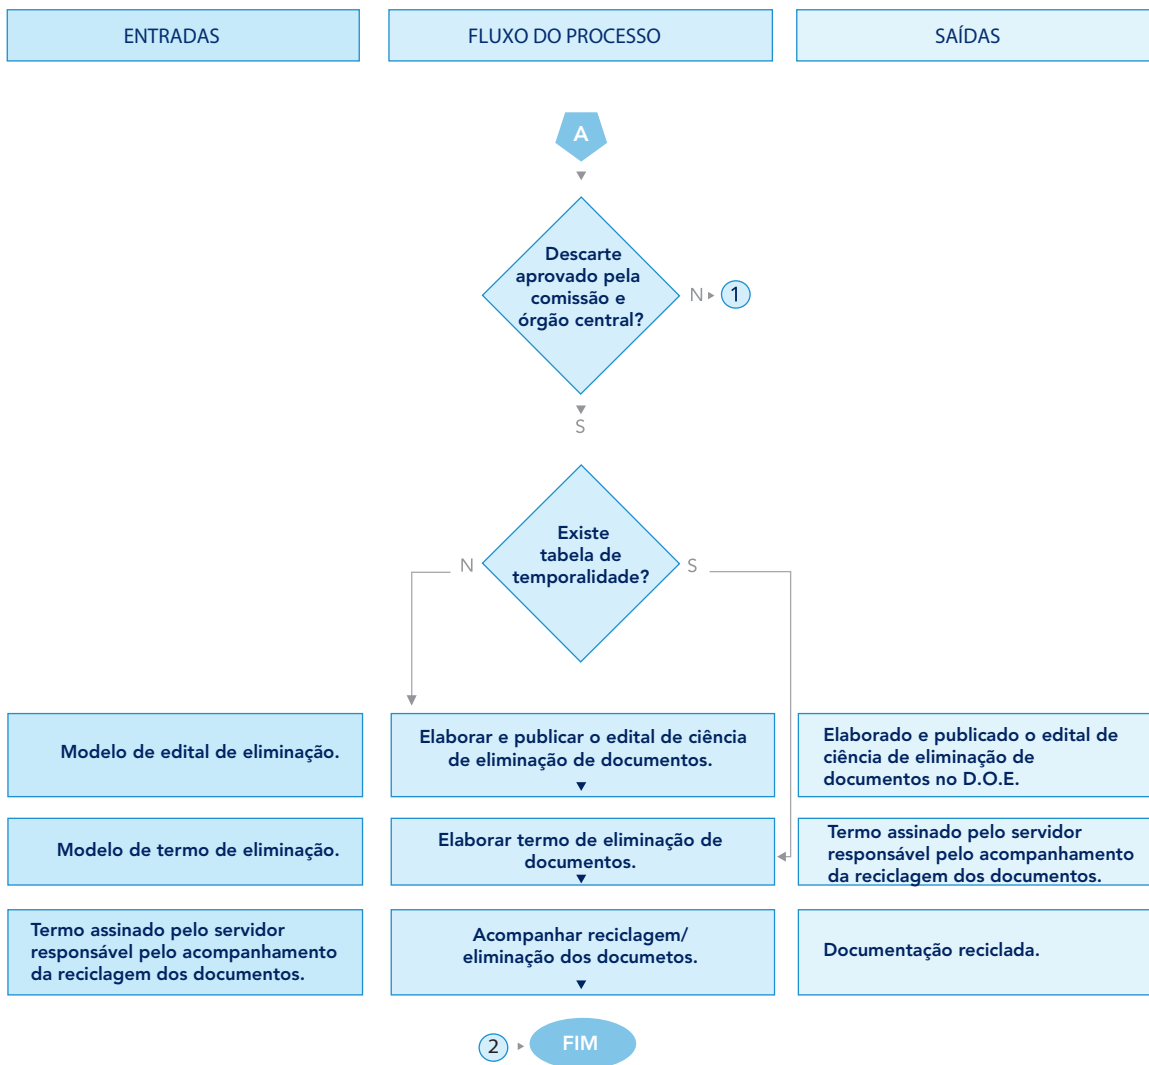 ENTRADAS
FLUXO DO PROCESSO
SAÍDAS
A
Descarte
aprovado pela
comissão e
órgão central?
N
1
S
Existe
tabela de
temporalidade?
N
S
Modelo de edital de eliminação.
Elaborar e publicar o edital de ciência
de eliminação de documentos.
Elaborado e publicado o edital de
ciência de eliminação de
documentos no D.O.E.
Modelo de termo de eliminação.
Elaborar termo de eliminação de
documentos.
Termo assinado pelo servidor
responsável pelo acompanhamento
da reciclagem dos documentos.
Termo assinado pelo servidor
responsável pelo acompanhamento
da reciclagem dos documentos.
Acompanhar reciclagem/
eliminação dos documetos.
Documentação reciclada.
2
FIM